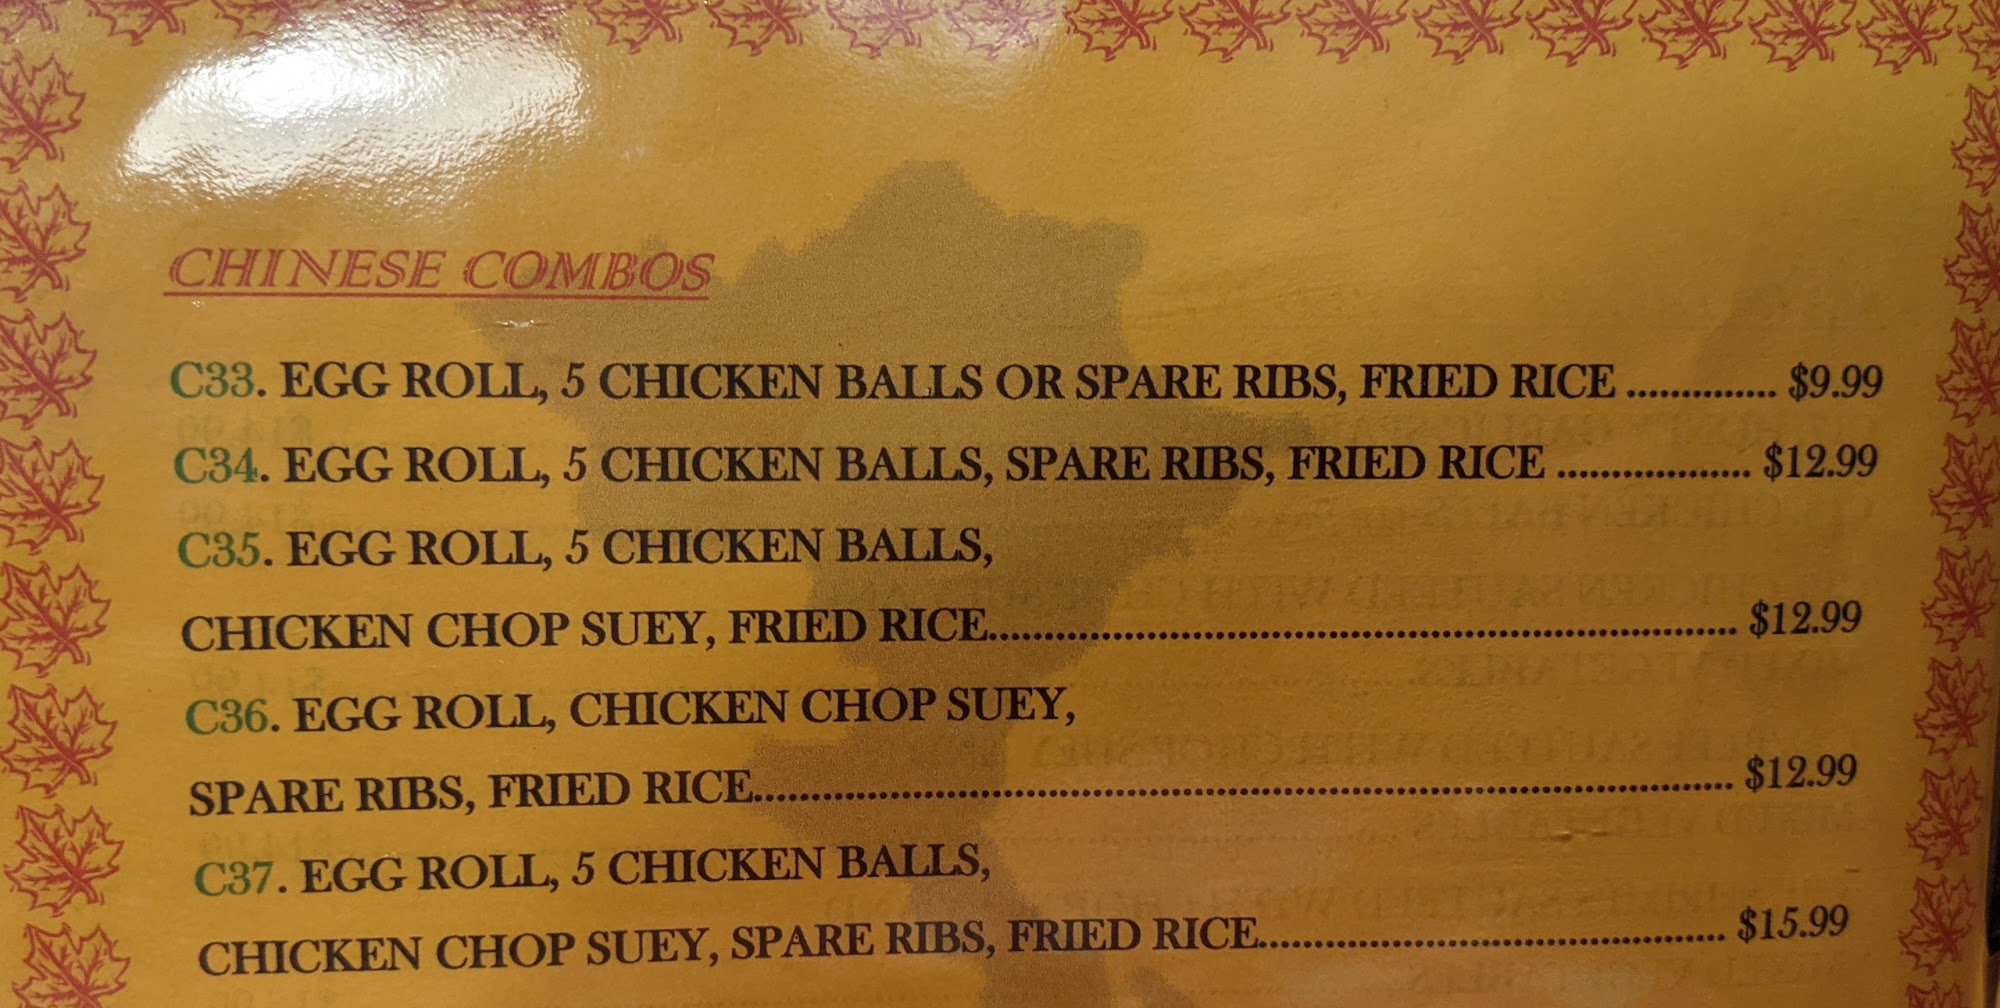 CHINESE COMBOS
C33. EGG ROLL, 5 CHICKEN BALLS OR SPARE RIBS, FRIED RICE .............. $9.99
C34. EGG ROLL, 5 CHICKEN BALLS, SPARE RIBS, FRIED RICE .................. $12.99
C35. EGG ROLL, 5 CHICKEN BALLS,
CHICKEN CHOP SUEY, FRIED RICE..................................................................... $12.99
C36. EGG ROLL, CHICKEN CHOP SUEY,
SPARE RIBS, FRIED RICE.......................................................................................... $12.99
C37. EGG ROLL, 5 CHICKEN BALLS,
CHICKEN CHOP SUEY, SPARE RIBS, FRIED RICE........................................... $15.99